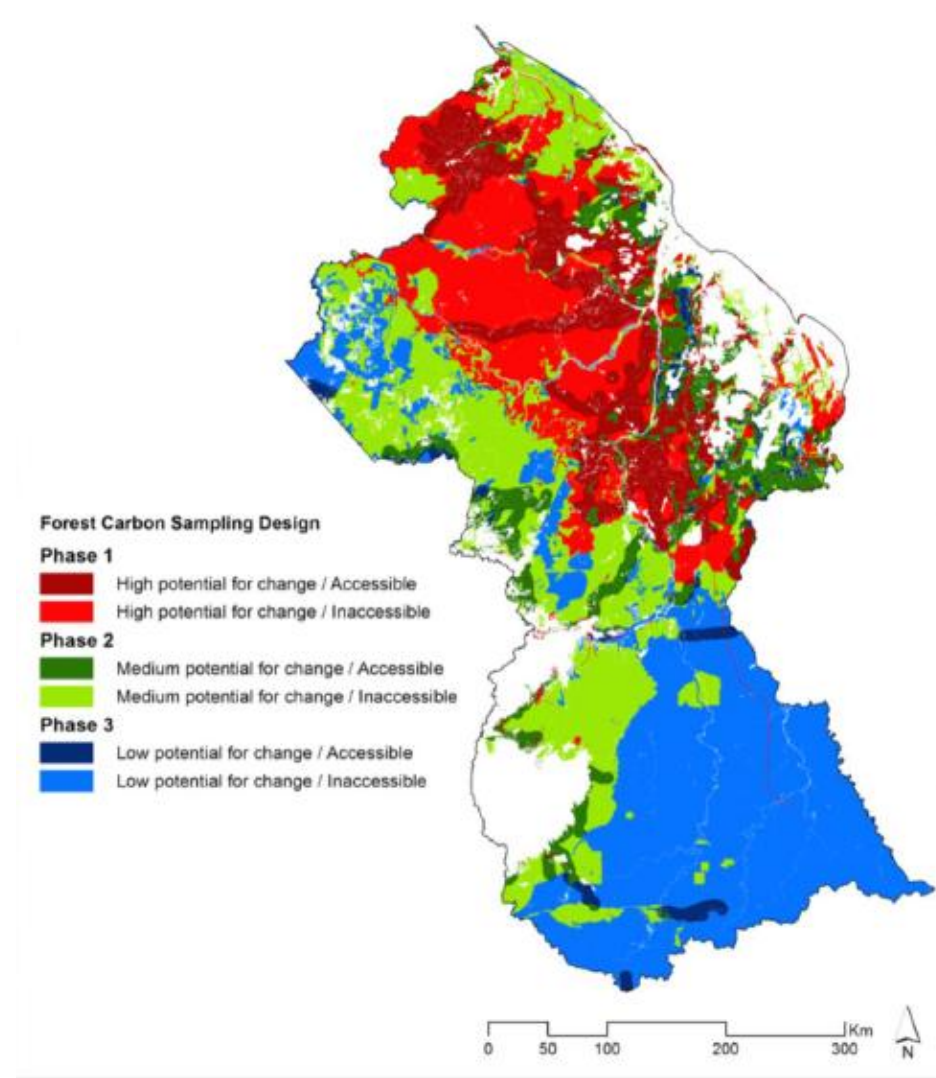 Forest Carbon Sampling Design
Phase 1
High potential for change / Accessible
High potential for change / Inaccessible
Phase 2
Medium potential for change / Accessible
Medium potential for change / Inaccessible
Phase 3
Low potential for change / Accessible
Low potential for change / Inaccessible
Km
0 50 100 200 300
N